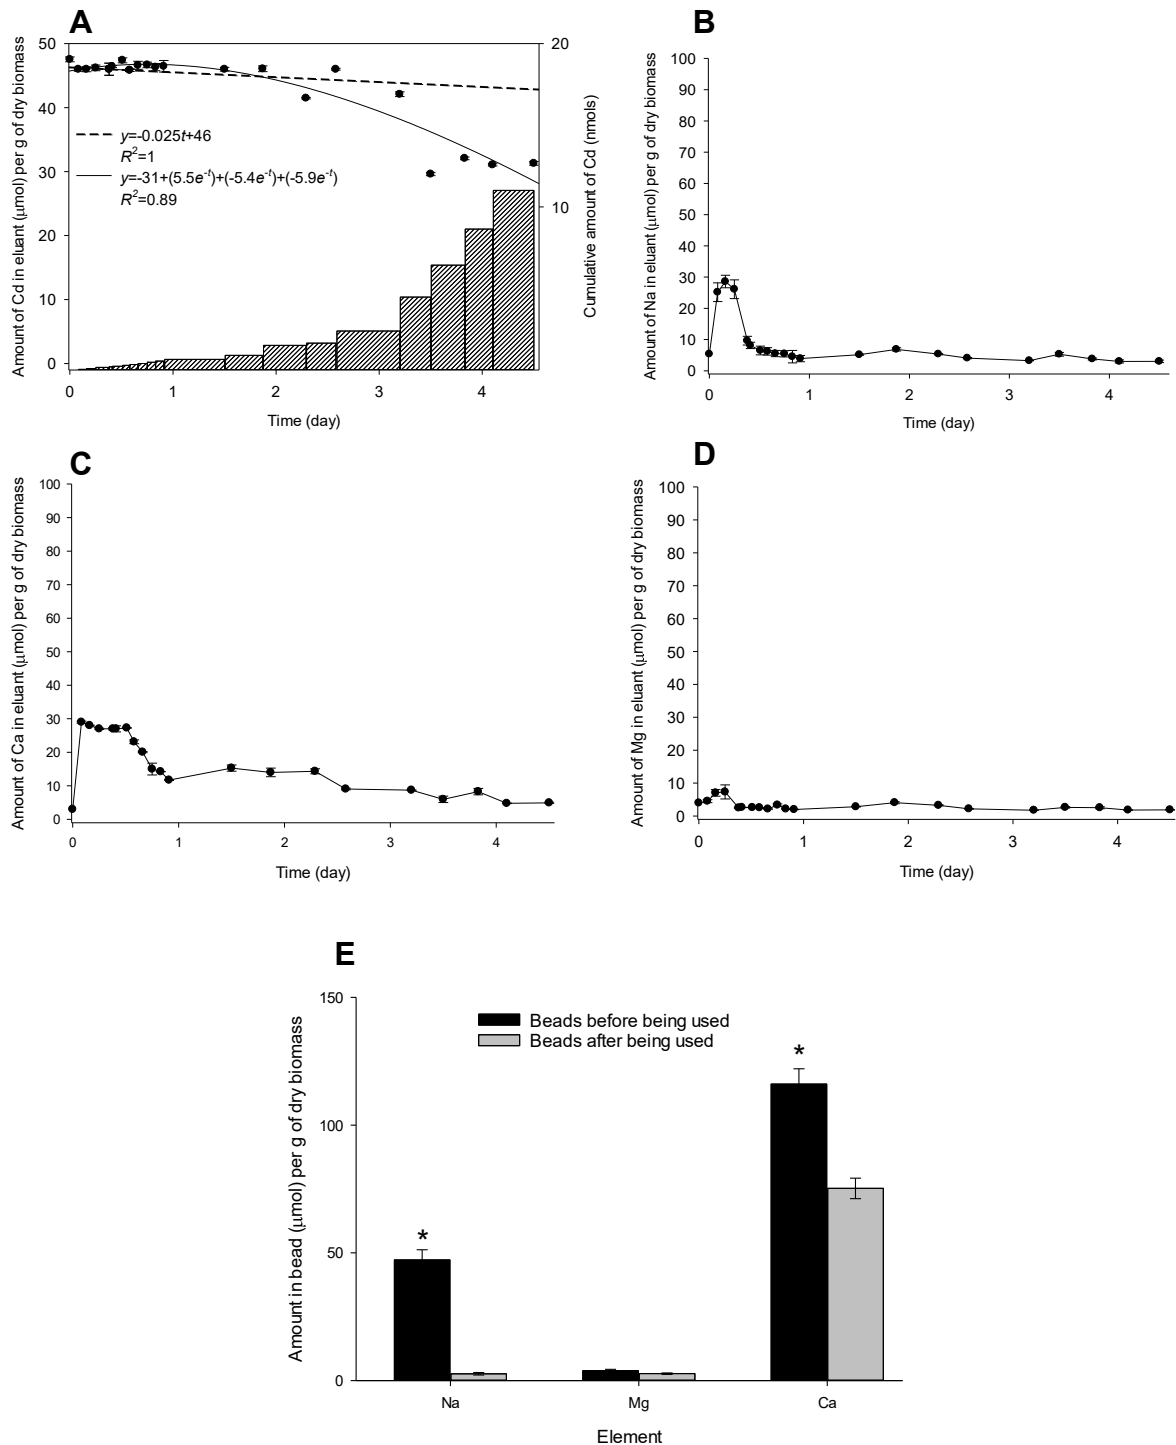 A
Amount of Cd in eluant (μmol) per g of dry biomass
50
40
30
20
10
0
y=-0.025t+46
R²=1
y=-31+(5.5e⁻ᵗ)+(-5.4e⁻ᵗ)+(-5.9e⁻ᵗ)
R²=0.89
20
10
Cumulative amount of Cd (nmols)
0 1 2 3 4
Time (day)
B
Amount of Na in eluant (μmol) per g of dry biomass
100
90
80
70
60
50
40
30
20
10
0
0 1 2 3 4
Time (day)
C
Amount of Ca in eluant (μmol) per g of dry biomass
100
90
80
70
60
50
40
30
20
10
0
0 1 2 3 4
Time (day)
D
Amount of Mg in eluant (μmol) per g of dry biomass
100
90
80
70
60
50
40
30
20
10
0
0 1 2 3 4
Time (day)
E
Amount in bead (μmol) per g of dry biomass
150
100
50
0
Beads before being used
Beads after being used
*
*
Na Mg Ca
Element